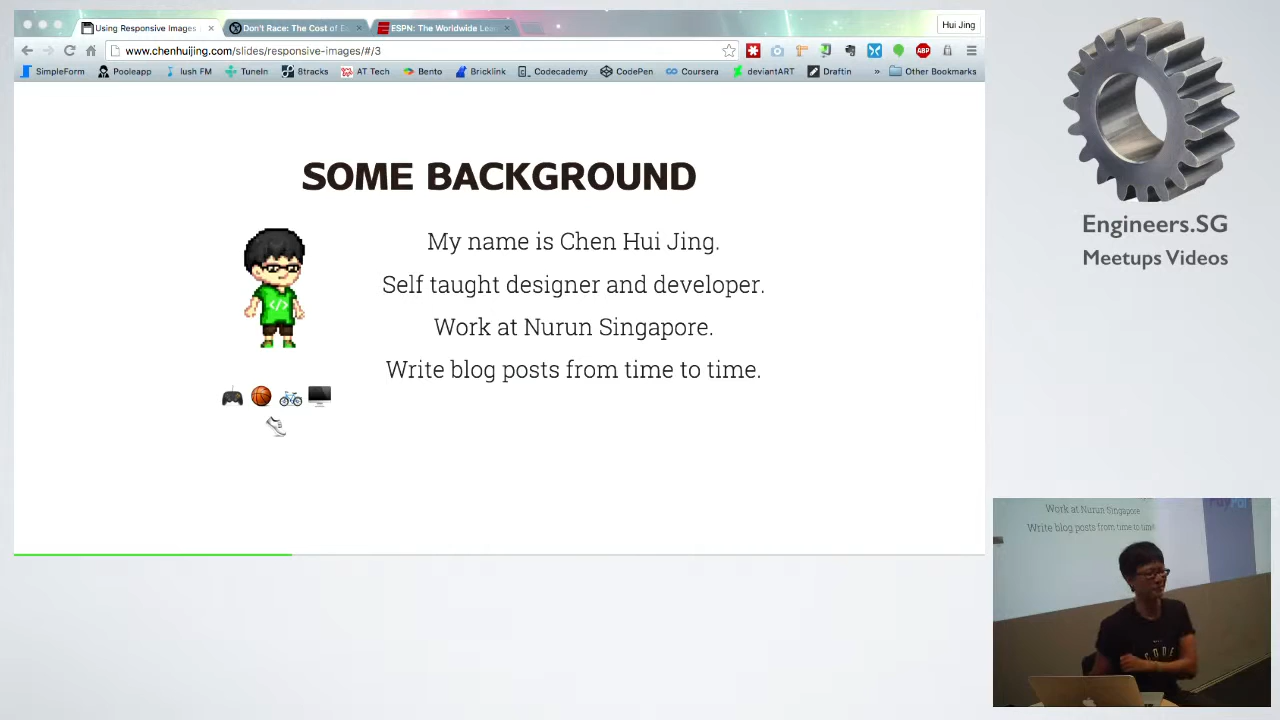 Using Responsive Images
Don't Race: The Cost of E
ESPN: The Worldwide Lea
Hui Jing
www.chenhuijing.com/slides/responsive-images/#/3
ABP
SimpleForm
Pooleapp
lush FM
TuneIn
8tracks
AT Tech
Bento
Bricklink
Codecademy
CodePen
Coursera
deviantART
Draftin
»
Other Bookmarks
SOME BACKGROUND
My name is Chen Hui Jing.
Self taught designer and developer.
Work at Nurun Singapore.
Write blog posts from time to time.
</>
Engineers.SG
Meetups Videos
PayPal
Work at Nurun Singapore
Write blog posts from time to time